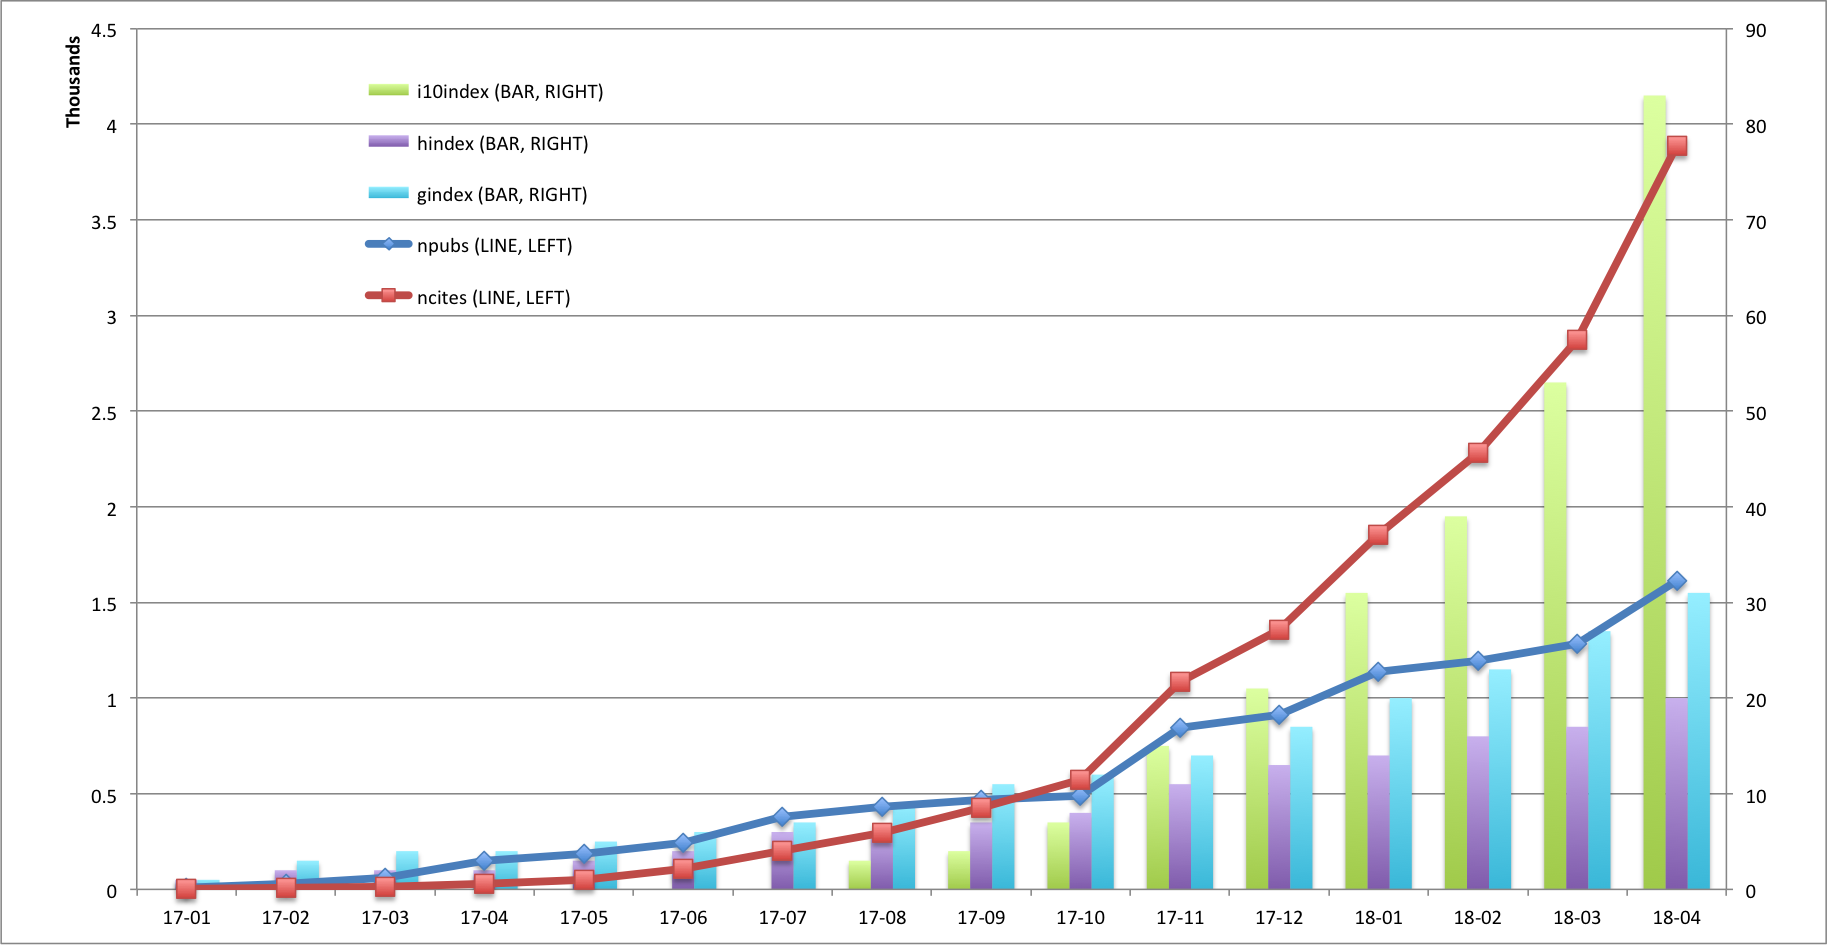 Thousands
4.5
4
3.5
3
2.5
2
1.5
1
0.5
0
i10index (BAR, RIGHT)
hindex (BAR, RIGHT)
gindex (BAR, RIGHT)
npubs (LINE, LEFT)
ncites (LINE, LEFT)
90
80
70
60
50
40
30
20
10
0
17-01 17-02 17-03 17-04 17-05 17-06 17-07 17-08 17-09 17-10 17-11 17-12 18-01 18-02 18-03 18-04